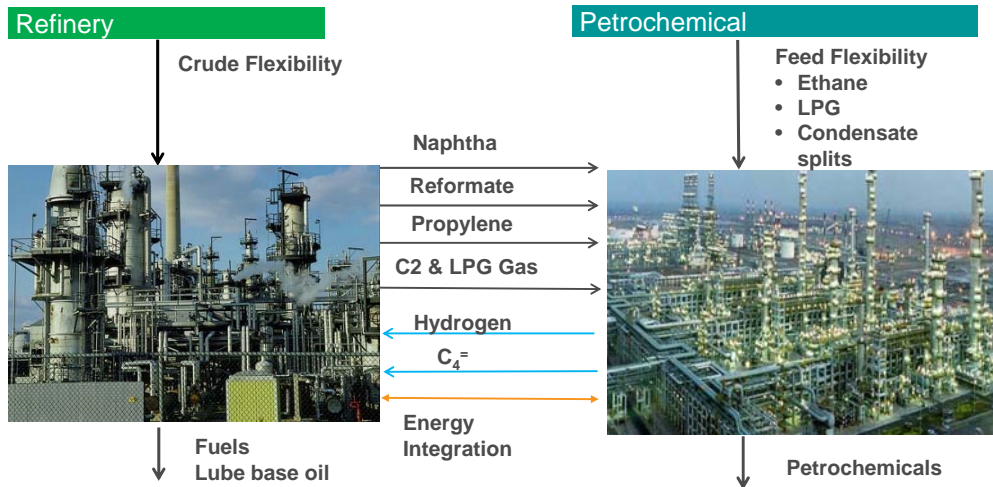 Refinery
Petrochemical
Crude Flexibility
Feed Flexibility
• Ethane
• LPG
• Condensate
splits
Naphtha
Reformate
Propylene
C2 & LPG Gas
Hydrogen
C₄⁼
Energy
Integration
Fuels
Lube base oil
Petrochemicals